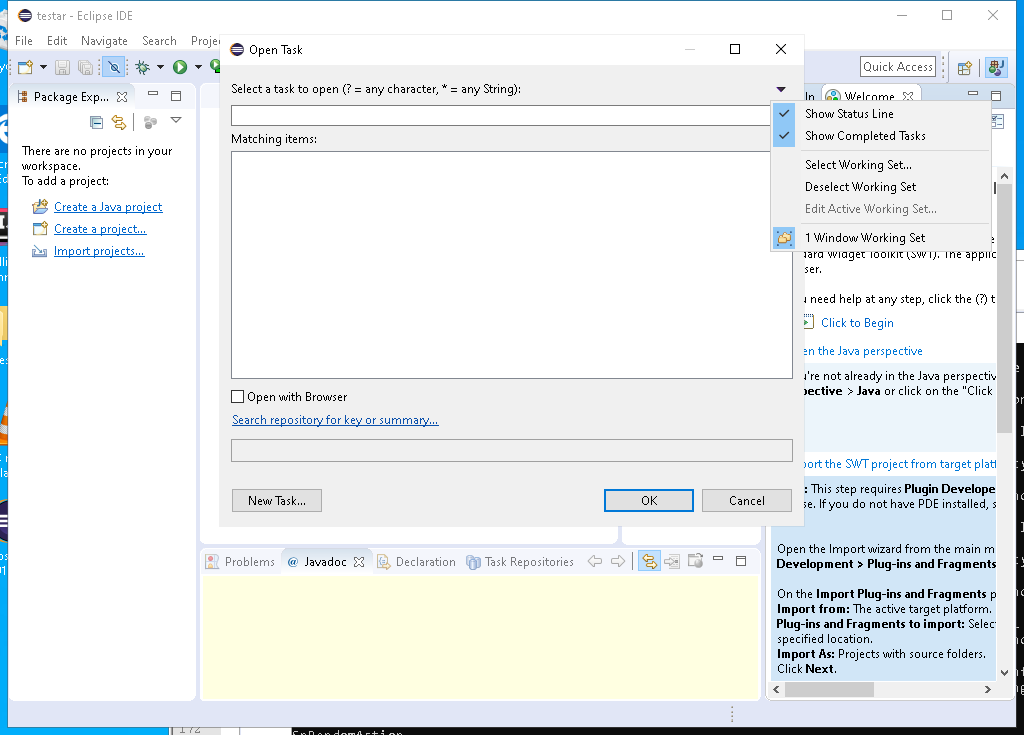 testar - Eclipse IDE
File Edit Navigate Search Proje
Quick Access
Package Exp...
There are no projects in your
workspace.
To add a project:
Create a Java project
Create a project...
Import projects...
Open Task
Select a task to open (? = any character, * = any String):
Matching items:
Open with Browser
Search repository for key or summary...
New Task...
OK
Cancel
Welcome
Show Status Line
Show Completed Tasks
Select Working Set...
Deselect Working Set
Edit Active Working Set...
1 Window Working Set
dard Widget Toolkit (SWT). The applic
ser.
u need help at any step, click the (?) t
Click to Begin
en the Java perspective
u're not already in the Java perspective
spective > Java or click on the "Click
port the SWT project from target platf
: This step requires Plugin Develope
se. If you do not have PDE installed, s
Open the Import wizard from the main m
Development > Plug-ins and Fragments
On the Import Plug-ins and Fragments p
Import from: The active target platform.
Plug-ins and Fragments to import: Select
specified location.
Import As: Projects with source folders.
Click Next.
Problems
@ Javadoc
Declaration
Task Repositories
172
SpRandomAction